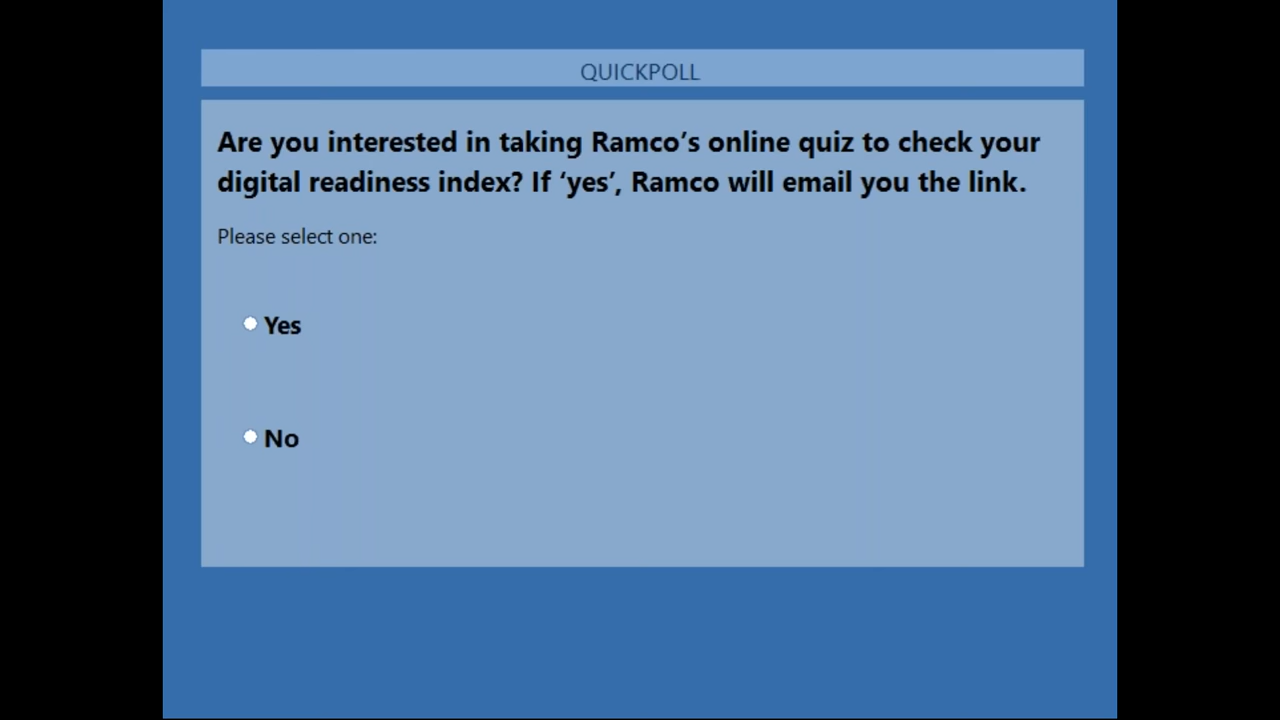 QUICKPOLL
Are you interested in taking Ramco’s online quiz to check your
digital readiness index? If ‘yes’, Ramco will email you the link.
Please select one:
Yes
No